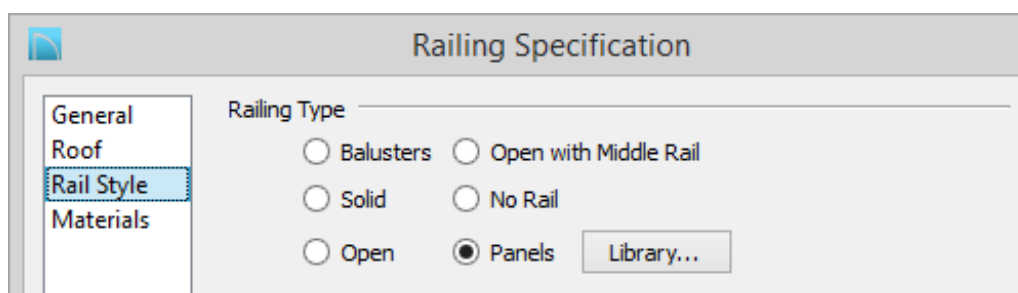 Railing Specification
General
Roof
Rail Style
Materials
Railing Type
Balusters Open with Middle Rail
Solid No Rail
Open Panels Library...